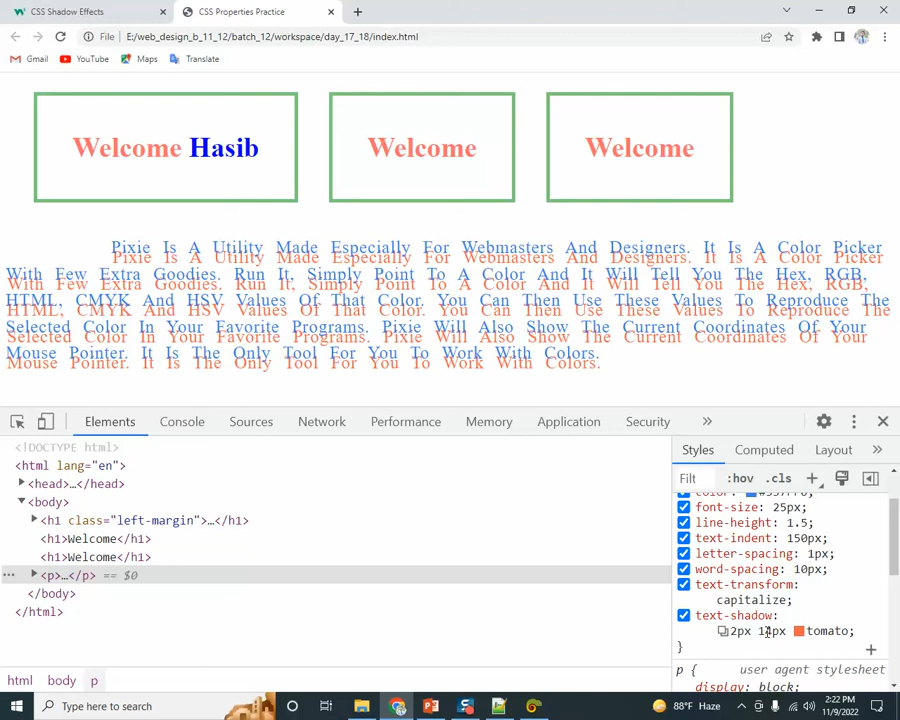 CSS Shadow Effects
CSS Properties Practice
File
E:/web_design_b_11_12/batch_12/workspace/day_17_18/index.html
Gmail YouTube Maps Translate
Welcome Hasib
Welcome
Welcome
Pixie Is A Utility Made Especially For Webmasters And Designers. It Is A Color Picker
With Few Extra Goodies. Run It, Simply Point To A Color And It Will Tell You The Hex, RGB,
HTML, CMYK And HSV Values Of That Color. You Can Then Use These Values To Reproduce The
Selected Color In Your Favorite Programs. Pixie Will Also Show The Current Coordinates Of Your
Mouse Pointer. It Is The Only Tool For You To Work With Colors.
Elements Console Sources Network Performance Memory Application Security
<!DOCTYPE html>
<html lang="en">
<head>…</head>
<body>
<h1 class="left-margin">…</h1>
<h1>Welcome</h1>
<h1>Welcome</h1>
<p>…</p> == $0
</body>
</html>
html body p
Styles Computed Layout
Filt :hov .cls
font-size: 25px;
line-height: 1.5;
text-indent: 150px;
letter-spacing: 1px;
word-spacing: 10px;
text-transform:
capitalize;
text-shadow:
2px tomato;
}
p { user agent stylesheet
display: block;
Type here to search
88°F Haze
2:22 PM
11/9/2022